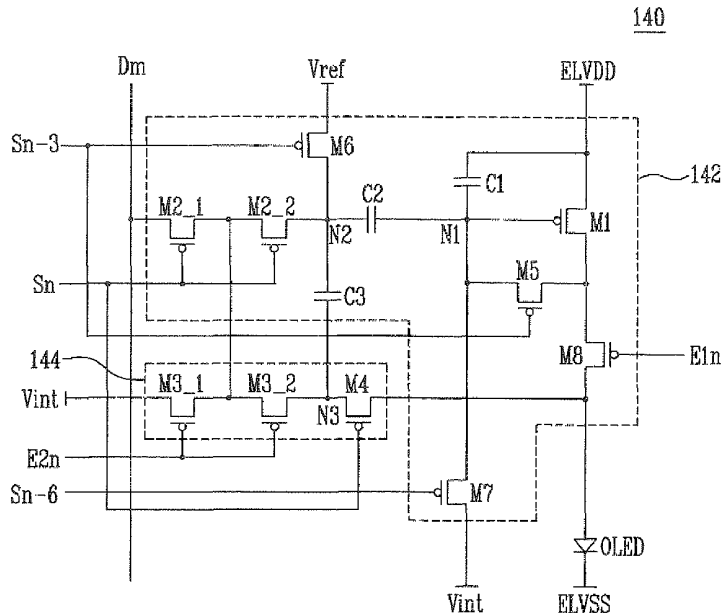 140
Dm
Vref
ELVDD
Sn-3
M6
C1
142
M2_1
M2_2
C2
N2
N1
M1
Sn
C3
M5
M8
E1n
144
M3_1
M3_2
M4
Vint
N3
E2n
Sn-6
M7
OLED
Vint
ELVSS